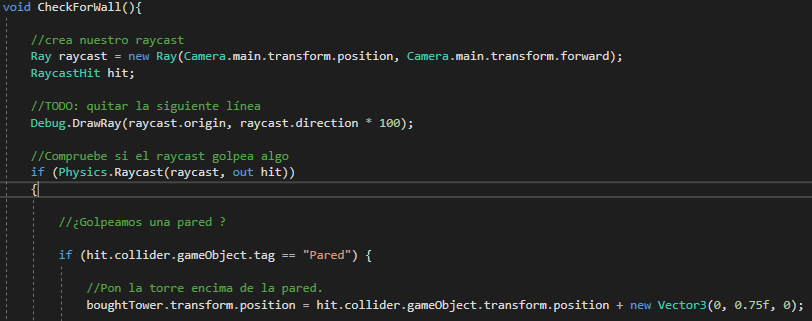 void CheckForWall(){
//crea nuestro raycast
Ray raycast = new Ray(Camera.main.transform.position, Camera.main.transform.forward);
RaycastHit hit;
//TODO: quitar la siguiente línea
Debug.DrawRay(raycast.origin, raycast.direction * 100);
//Compruebe si el raycast golpea algo
if (Physics.Raycast(raycast, out hit))
{
//¿Golpeamos una pared ?
if (hit.collider.gameObject.tag == "Pared") {
//Pon la torre encima de la pared.
boughtTower.transform.position = hit.collider.gameObject.transform.position + new Vector3(0, 0.75f, 0);